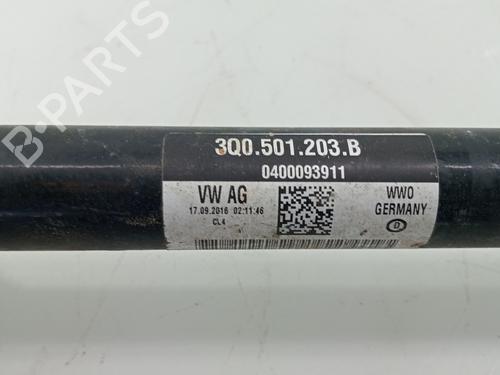 3Q0.501.203.B
0400093911
VW AG
17.09.2016 02:11:46
CL4
WWO
GERMANY
D
B-PARTS